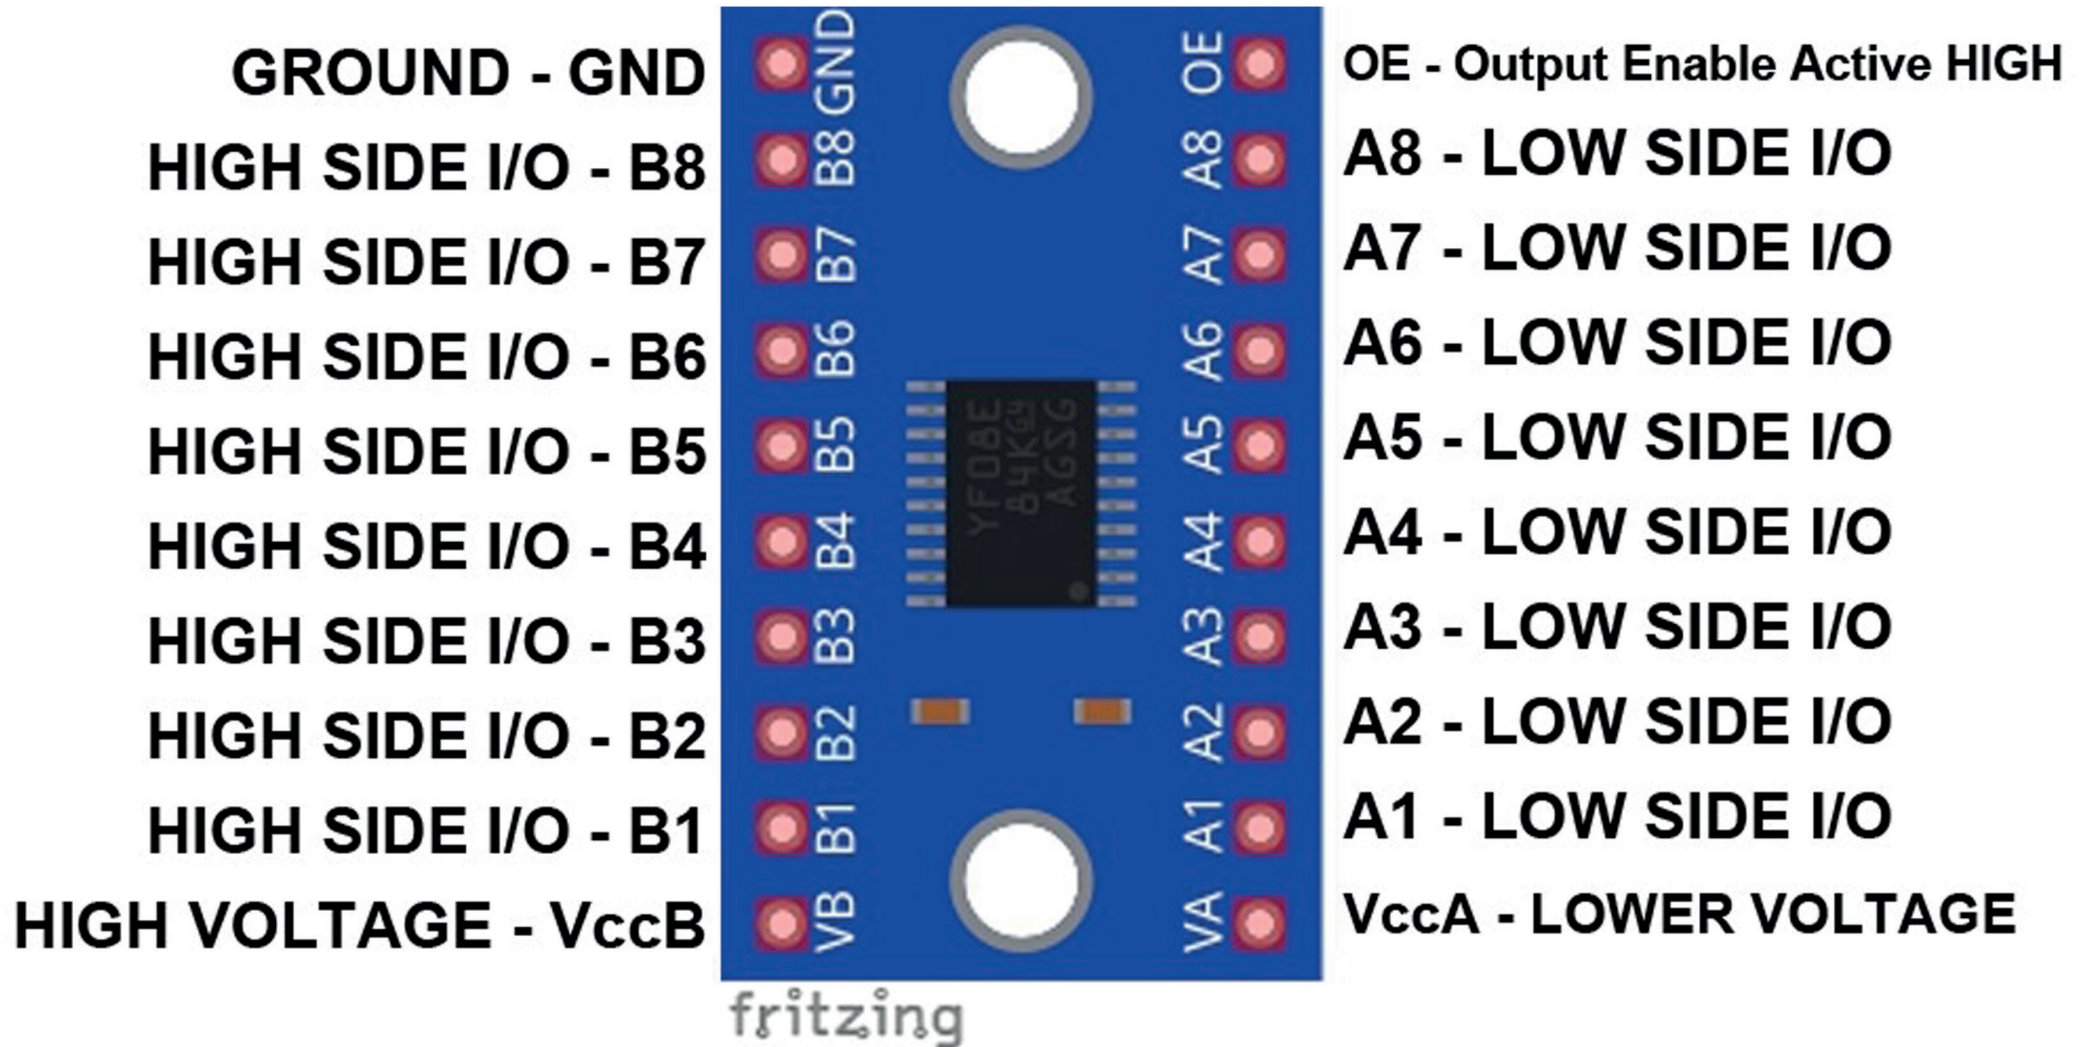 GROUND - GND
HIGH SIDE I/O - B8
HIGH SIDE I/O - B7
HIGH SIDE I/O - B6
HIGH SIDE I/O - B5
HIGH SIDE I/O - B4
HIGH SIDE I/O - B3
HIGH SIDE I/O - B2
HIGH SIDE I/O - B1
HIGH VOLTAGE - VccB
GND
B8
B7
B6
B5
B4
B3
B2
B1
VB
YF08E
84K G4
AGSG
OE
A8
A7
A6
A5
A4
A3
A2
A1
VA
OE - Output Enable Active HIGH
A8 - LOW SIDE I/O
A7 - LOW SIDE I/O
A6 - LOW SIDE I/O
A5 - LOW SIDE I/O
A4 - LOW SIDE I/O
A3 - LOW SIDE I/O
A2 - LOW SIDE I/O
A1 - LOW SIDE I/O
VccA - LOWER VOLTAGE
fritzing